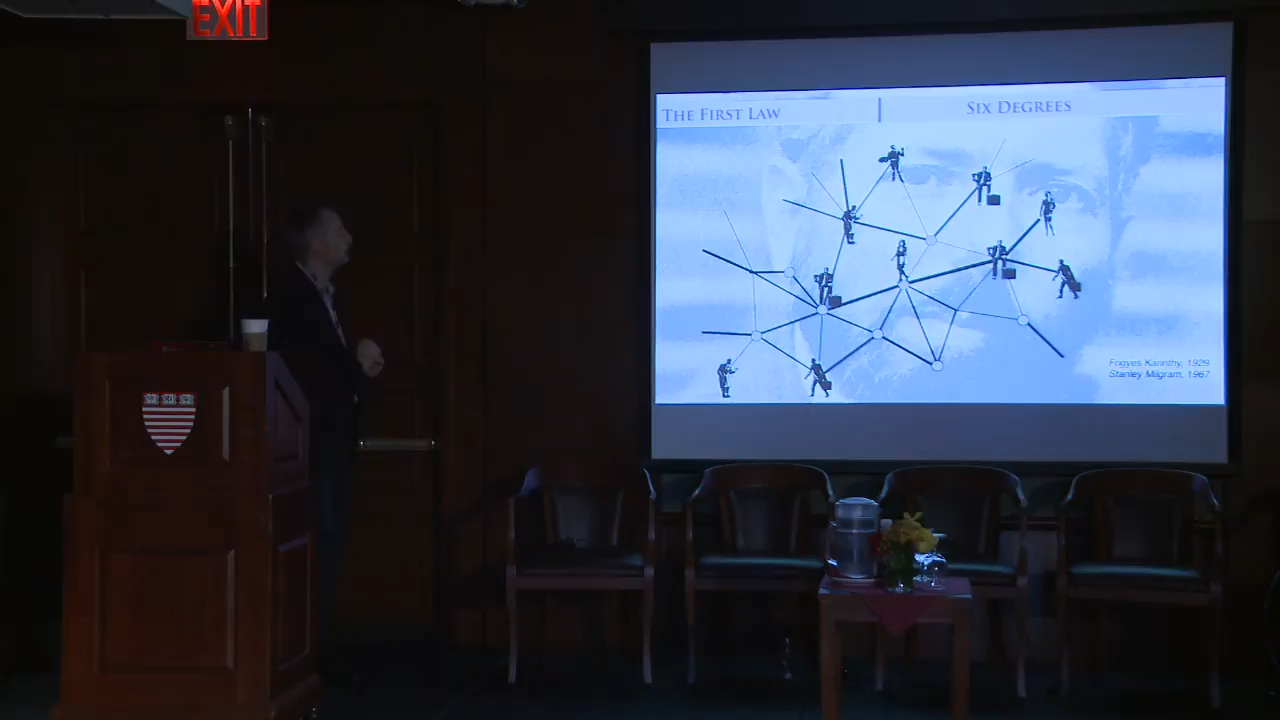 EXIT
THE FIRST LAW
SIX DEGREES
Frigyes Karinthy, 1929
Stanley Milgram, 1967